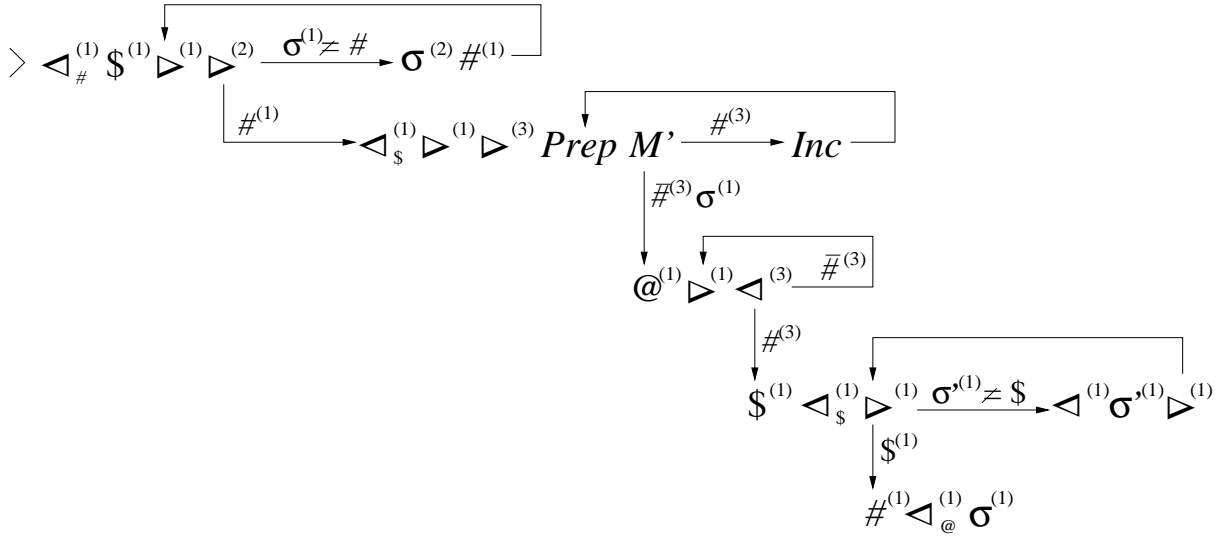 > ◁#(1) $(1) ▷(1) ▷(2) σ(1) ≠ # σ(2) #(1)
#(1)
◁$(1) ▷(1) ▷(3) Prep M' #(3) Inc
#̅(3) σ(1)
@(1) ▷(1) ◁(3) #̅(3)
#(3)
$(1) ◁$(1) ▷(1) σ'(1) ≠ $ ◁(1) σ'(1) ▷(1)
$(1)
#(1) ◁@(1) σ(1)